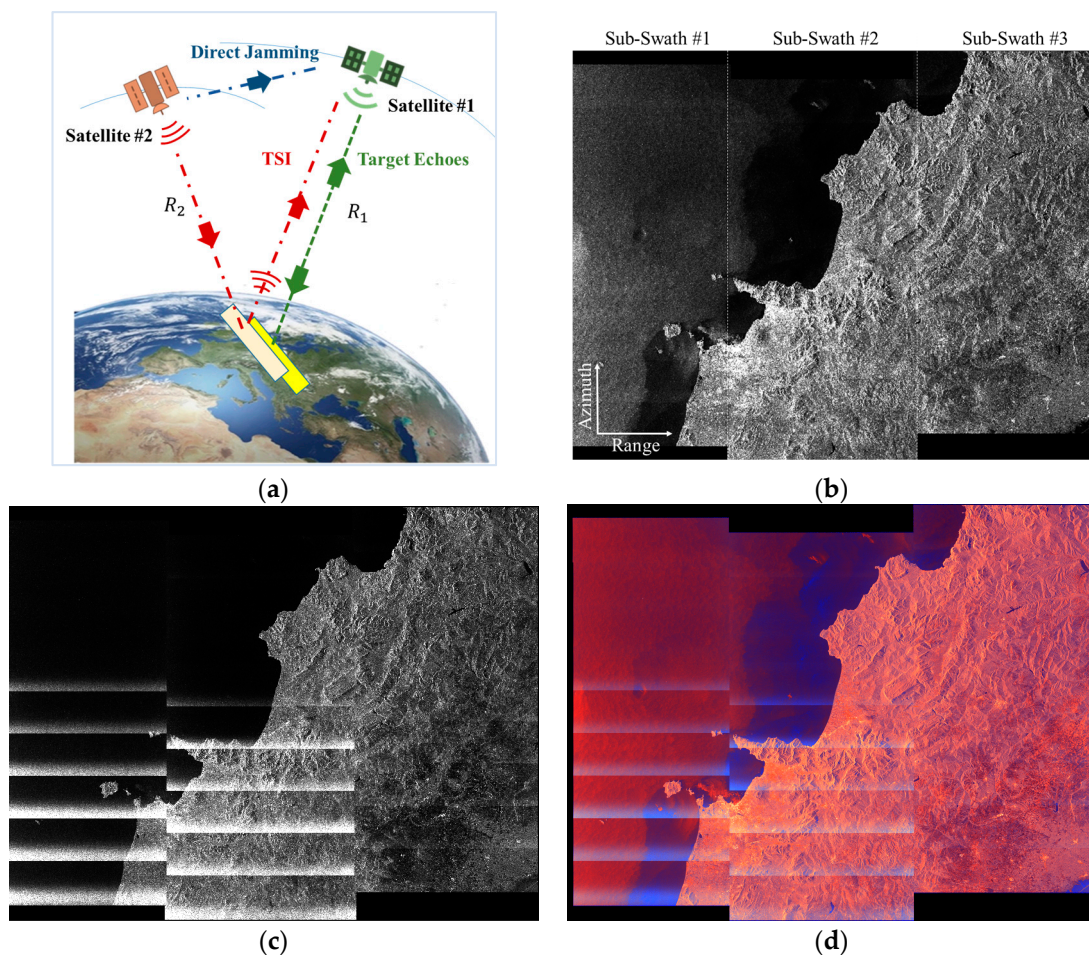 Direct Jamming
Satellite #1
Satellite #2
TSI
Target Echoes
R₂
R₁
(a)
Sub-Swath #1
Sub-Swath #2
Sub-Swath #3
Azimuth
Range
(b)
(c)
(d)